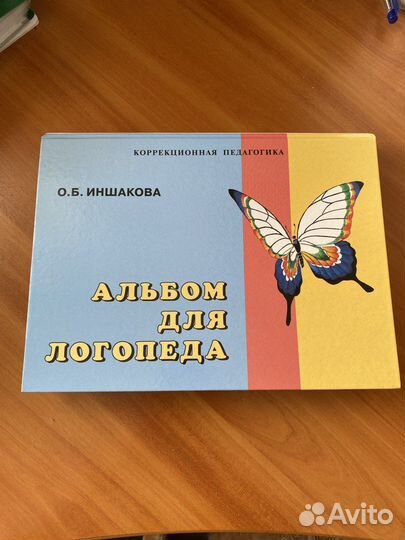 КОРРЕКЦИОННАЯ ПЕДАГОГИКА
О.Б. ИНШАКОВА
АЛЬБОМ
ДЛЯ
ЛОГОПЕДА
Avito